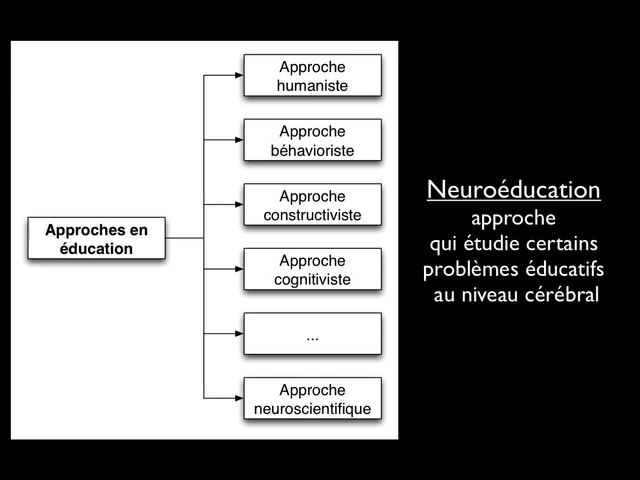 Approches en
éducation
Approche
humaniste
Approche
béhavioriste
Approche
constructiviste
Approche
cognitiviste
...
Approche
neuroscientifique
Neuroéducation
approche
qui étudie certains
problèmes éducatifs
au niveau cérébral